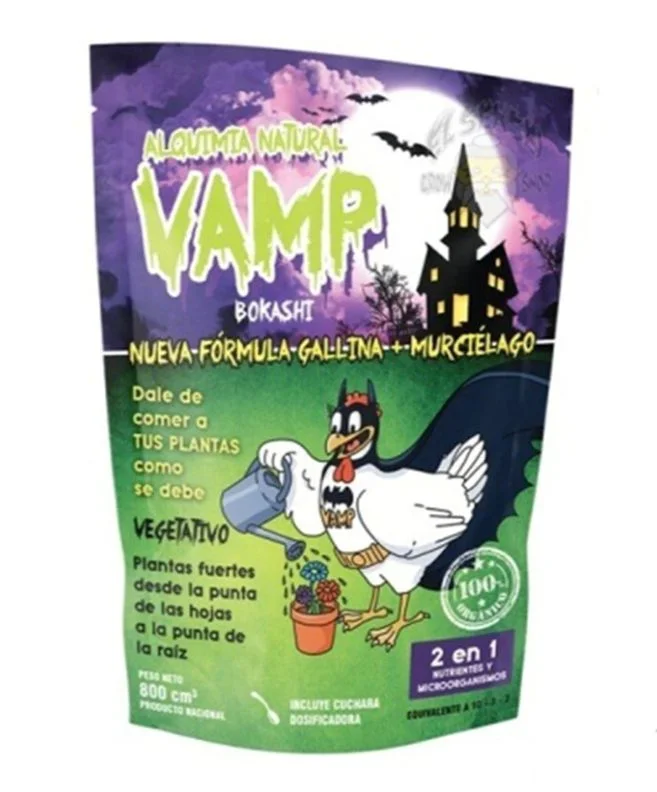 ALQUIMIA NATURAL
VAMP
BOKASHI
NUEVA-FÓRMULA-GALLINA + MURCIÉLAGO
Dale de
comer a
TUS PLANTAS
como
se debe
VEGETATIVO
Plantas fuertes
desde la punta
de las hojas
a la punta de
la raíz
VAMP
100%
ORGÁNICO
2 en 1
NUTRIENTES Y
MICROORGANISMOS
PESO NETO
800 cm³
PRODUCTO NACIONAL
INCLUYE CUCHARA
DOSIFICADORA
EQUIVALENTE A 10